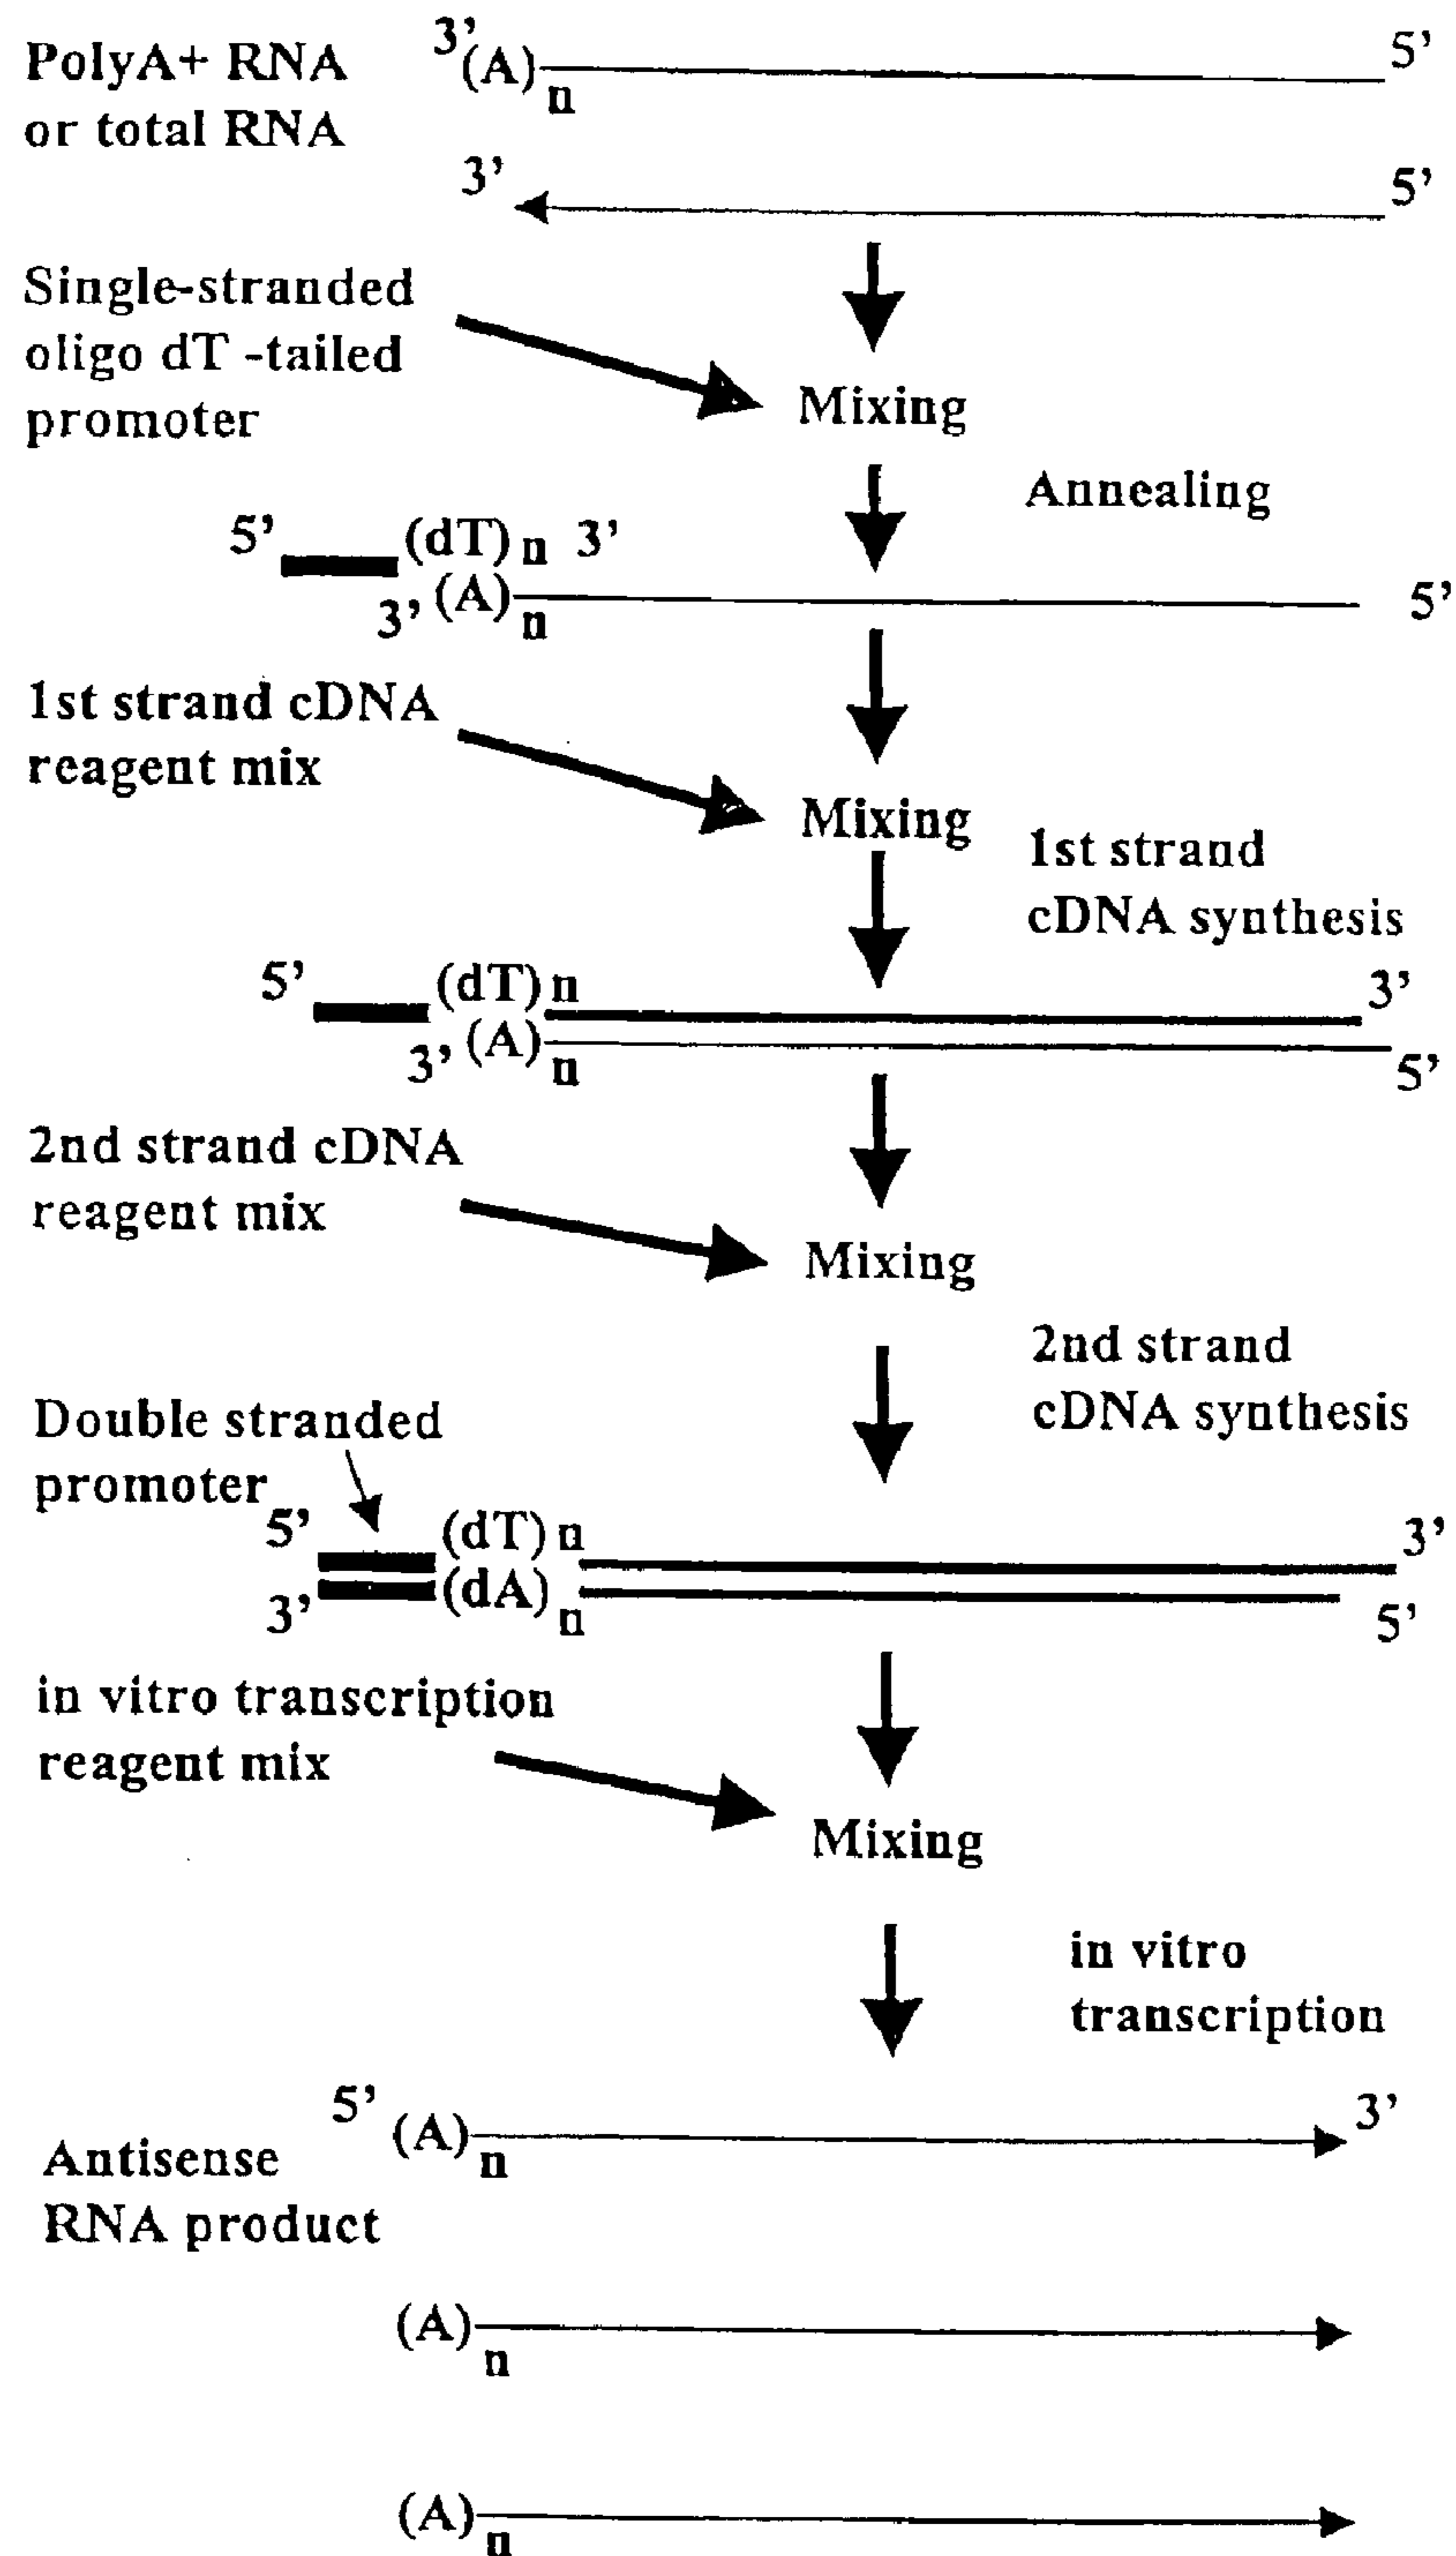 PolyA+ RNA
or total RNA
3’ (A)n 5’
3’ 5’
Single-stranded
oligo dT -tailed
promoter
Mixing
Annealing
5’ (dT)n 3’
3’ (A)n 5’
1st strand cDNA
reagent mix
Mixing
1st strand
cDNA synthesis
5’ (dT)n 3’
3’ (A)n 5’
2nd strand cDNA
reagent mix
Mixing
2nd strand
cDNA synthesis
Double stranded
promoter
5’ (dT)n 3’
3’ (dA)n 5’
in vitro transcription
reagent mix
Mixing
in vitro
transcription
5’ (A)n 3’
Antisense
RNA product
(A)n
(A)n